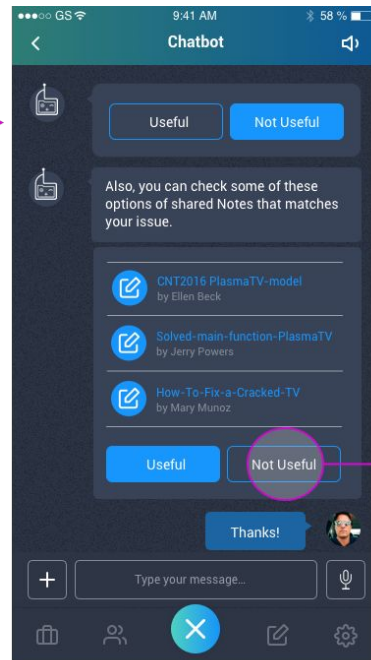 GS
9:41 AM
58 %
Chatbot
Useful
Not Useful
Also, you can check some of these
options of shared Notes that matches
your issue.
CNT2016 PlasmaTV-model
by Ellen Beck
Solved-main-function-PlasmaTV
by Jerry Powers
How-To-Fix-a-Cracked-TV
by Mary Munoz
Useful
Not Useful
Thanks!
Type your message...